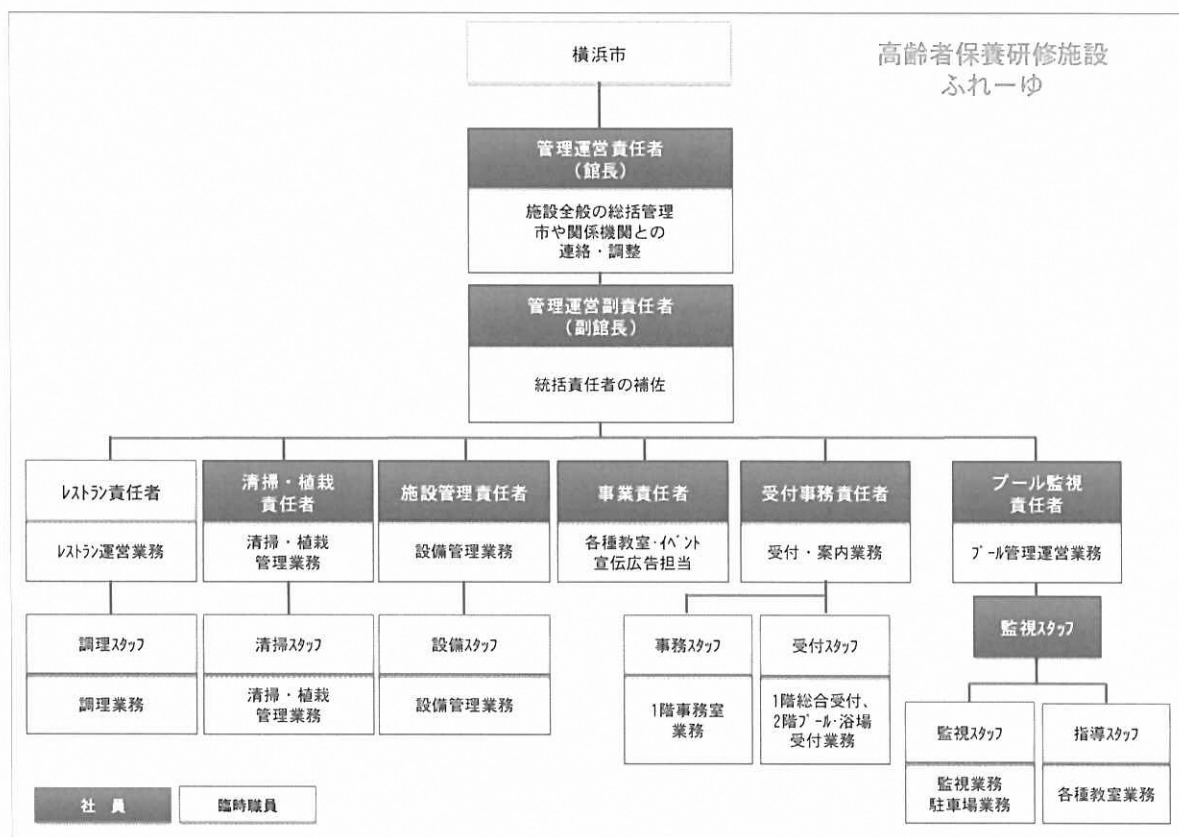 横浜市
高齢者保養研修施設
ふれーゆ
管理運営責任者
（館長）
施設全般の総括管理
市や関係機関との
連絡・調整
管理運営副責任者
（副館長）
統括責任者の補佐
ﾚｽﾄﾗﾝ責任者
ﾚｽﾄﾗﾝ運営業務
清掃・植栽
責任者
清掃・植栽
管理業務
施設管理責任者
設備管理業務
事業責任者
各種教室・ｲﾍﾞﾝﾄ
宣伝広告担当
受付事務責任者
受付・案内業務
プール監視
責任者
ﾌﾟｰﾙ管理運営業務
調理ｽﾀｯﾌ
調理業務
清掃ｽﾀｯﾌ
清掃・植栽
管理業務
設備ｽﾀｯﾌ
設備管理業務
事務ｽﾀｯﾌ
1階事務室
業務
受付ｽﾀｯﾌ
1階総合受付、
2階ﾌﾟｰﾙ・浴場
受付業務
監視ｽﾀｯﾌ
監視ｽﾀｯﾌ
監視業務
駐車場業務
指導ｽﾀｯﾌ
各種教室業務
社　員
臨時職員